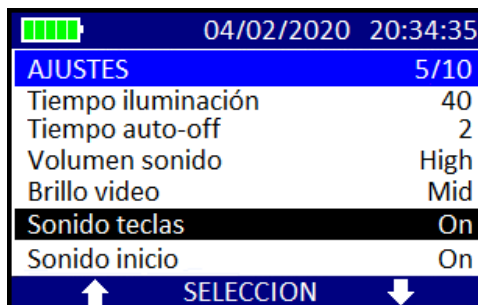 04/02/2020 20:34:35
AJUSTES 5/10
Tiempo iluminación 40
Tiempo auto-off 2
Volumen sonido High
Brillo video Mid
Sonido teclas On
Sonido inicio On
SELECCION